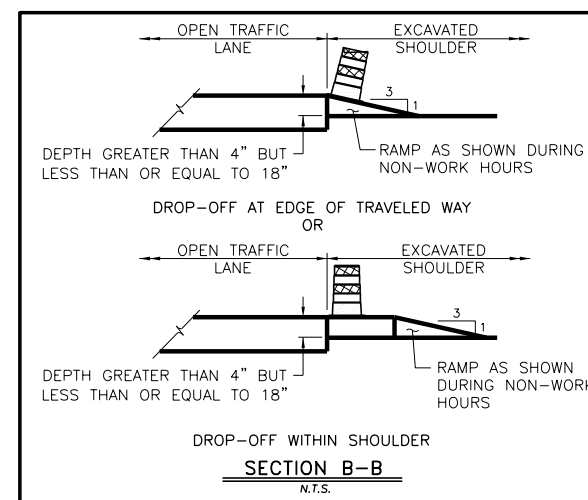 OPEN TRAFFIC LANE
EXCAVATED SHOULDER
3
1
DEPTH GREATER THAN 4" BUT
LESS THAN OR EQUAL TO 18"
RAMP AS SHOWN DURING
NON-WORK HOURS
DROP-OFF AT EDGE OF TRAVELED WAY
OR
OPEN TRAFFIC LANE
EXCAVATED SHOULDER
3
1
DEPTH GREATER THAN 4" BUT
LESS THAN OR EQUAL TO 18"
RAMP AS SHOWN
DURING NON-WORK
HOURS
DROP-OFF WITHIN SHOULDER
SECTION B-B
N.T.S.